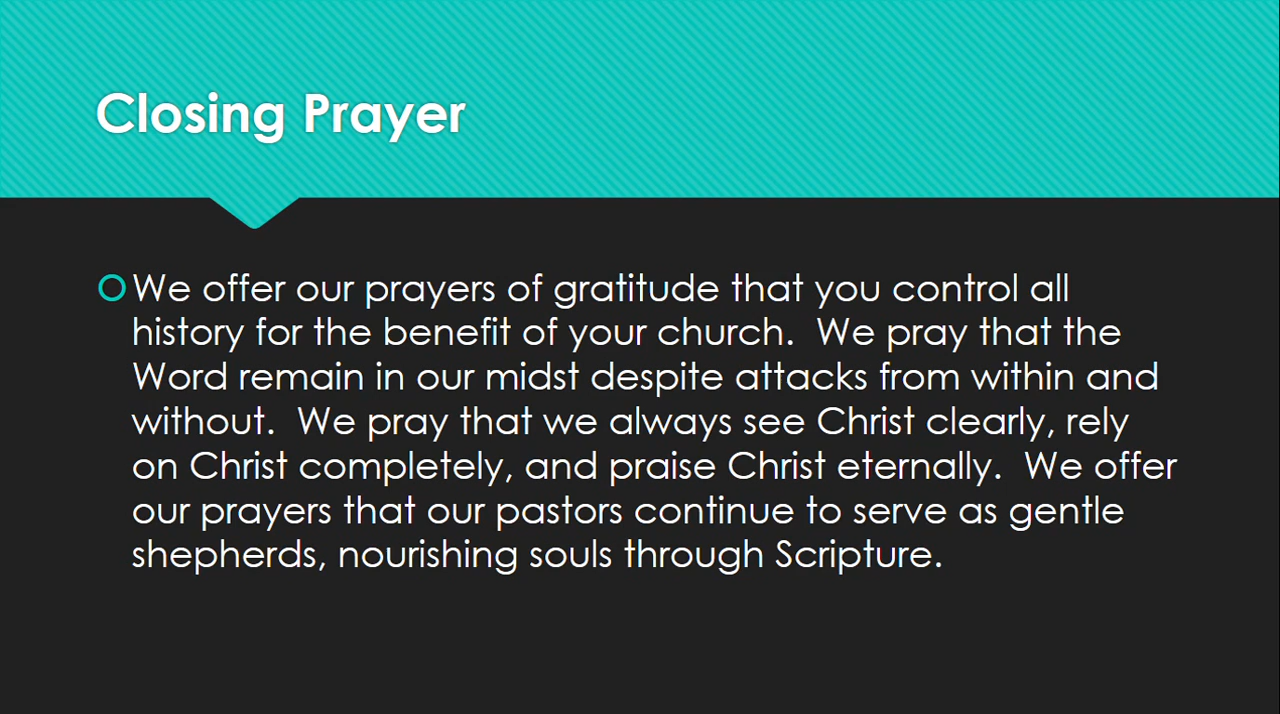 Closing Prayer
We offer our prayers of gratitude that you control all
history for the benefit of your church.  We pray that the
Word remain in our midst despite attacks from within and
without.  We pray that we always see Christ clearly, rely
on Christ completely, and praise Christ eternally.  We offer
our prayers that our pastors continue to serve as gentle
shepherds, nourishing souls through Scripture.